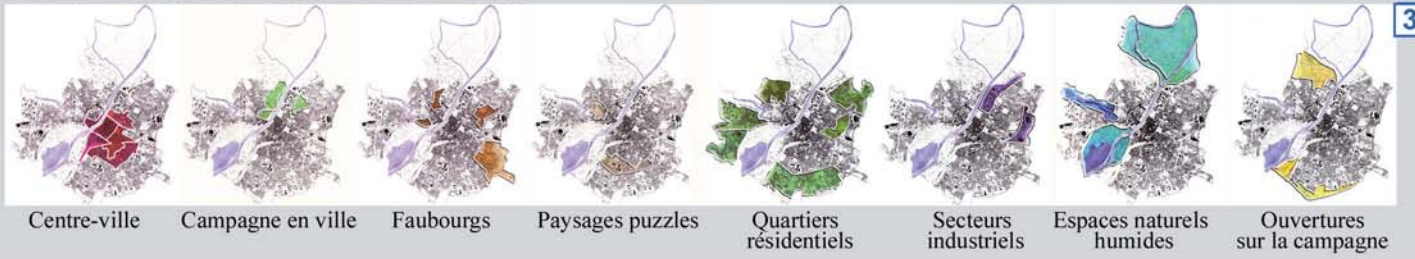 3
Centre-ville
Campagne en ville
Faubourgs
Paysages puzzles
Quartiers
résidentiels
Secteurs
industriels
Espaces naturels
humides
Ouvertures
sur la campagne